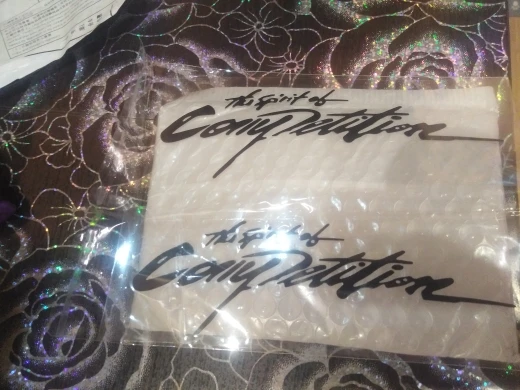 The Spirit of
Competition
The Spirit of
Competition